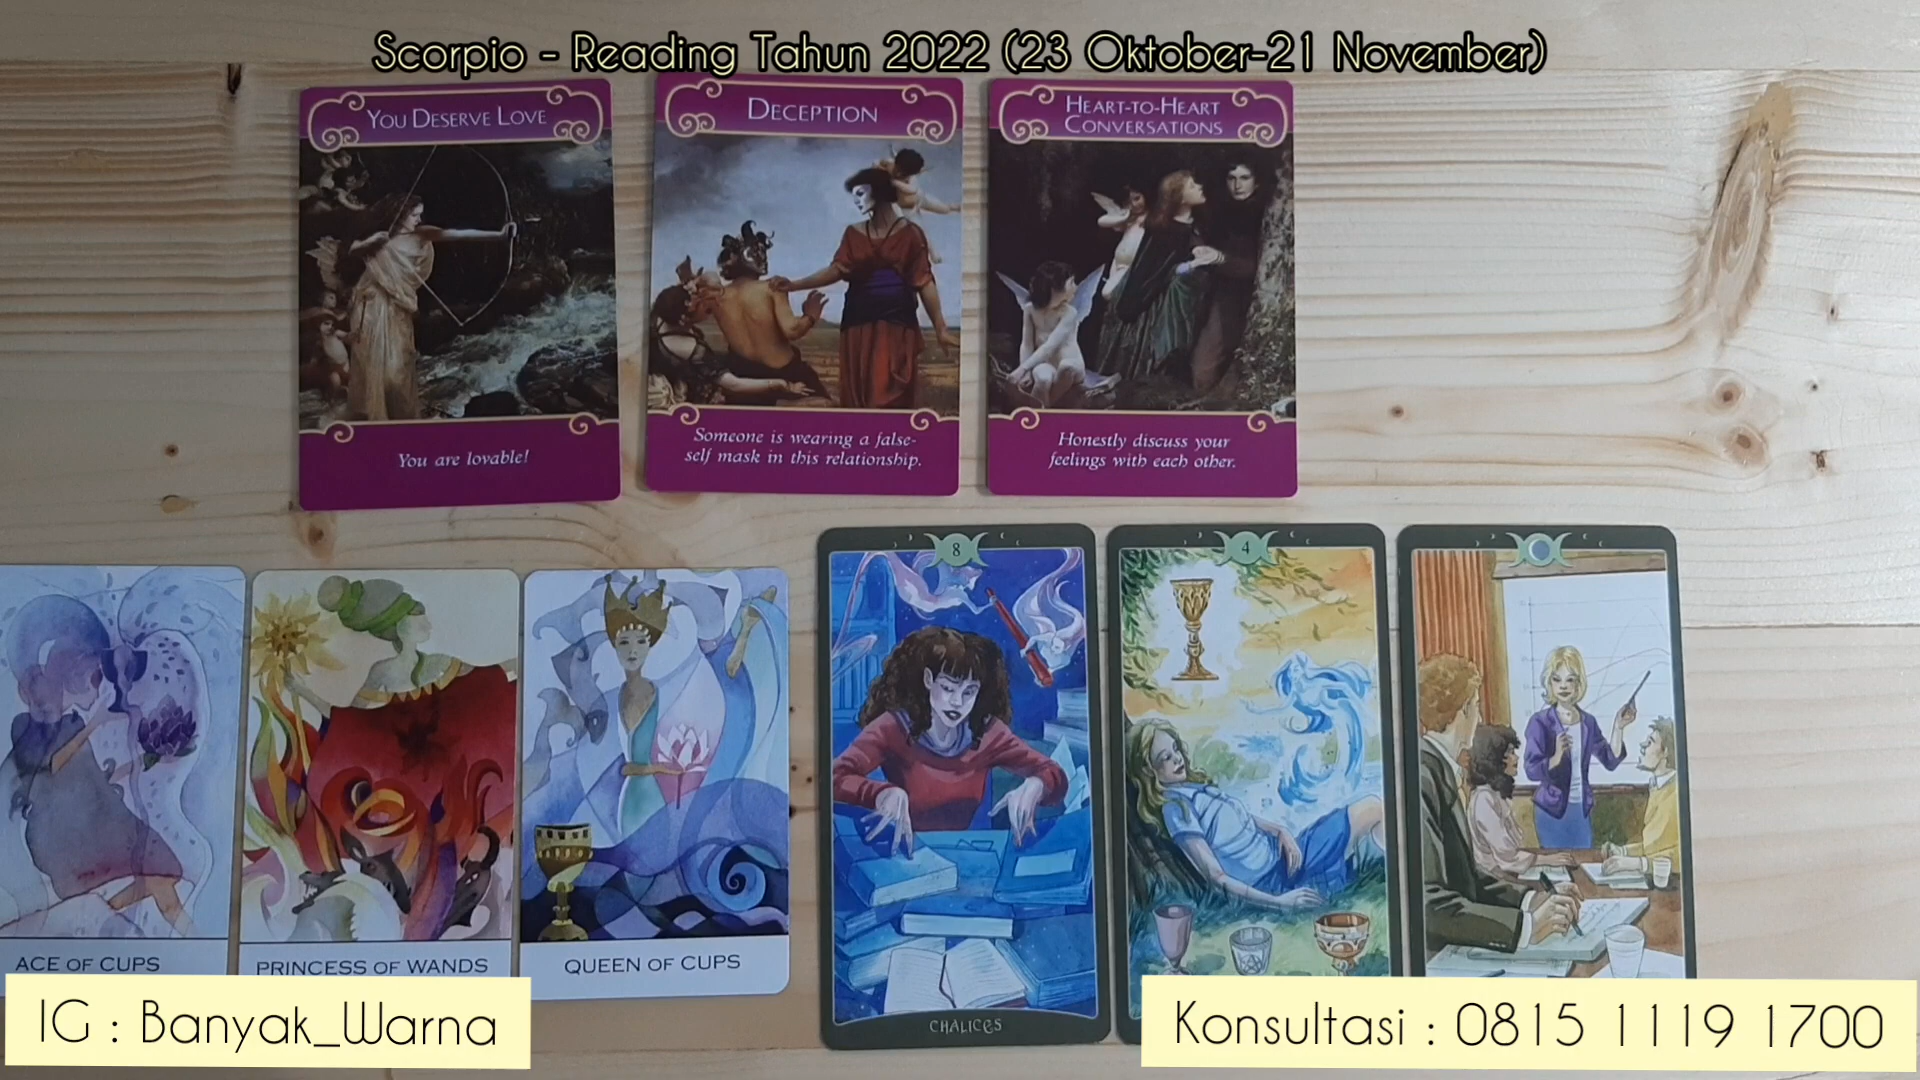 Scorpio - Reading Tahun 2022 (23 Oktober-21 November)
YOU DESERVE LOVE
You are lovable!
DECEPTION
Someone is wearing a false-
self mask in this relationship.
HEART-TO-HEART
CONVERSATIONS
Honestly discuss your
feelings with each other.
ACE OF CUPS
PRINCESS OF WANDS
QUEEN OF CUPS
8
CHALICES
4
IG : Banyak_Warna
Konsultasi : 0815 1119 1700